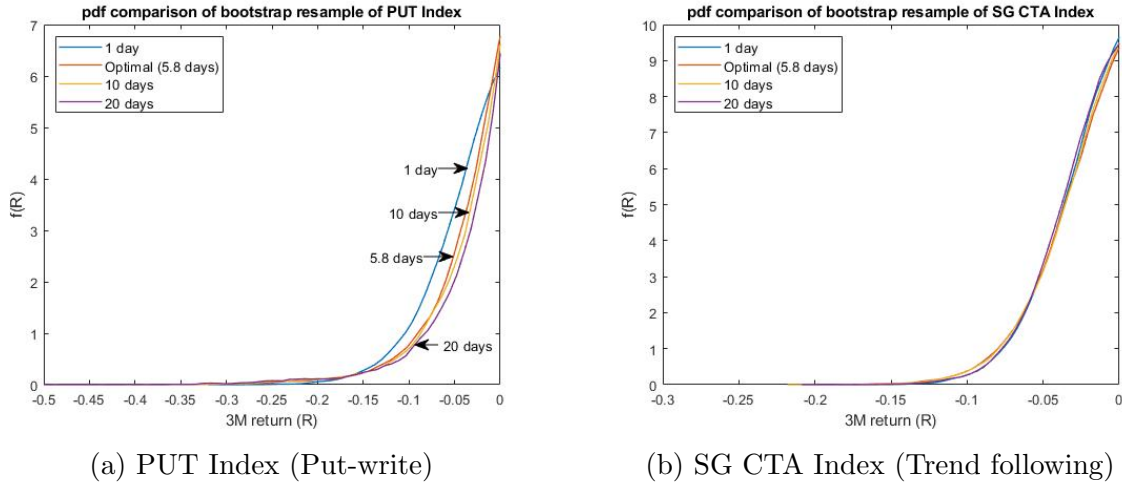 pdf comparison of bootstrap resample of PUT Index
7
6
5
4
3
2
1
0
f(R)
1 day
Optimal (5.8 days)
10 days
20 days
1 day
10 days
5.8 days
20 days
-0.5 -0.45 -0.4 -0.35 -0.3 -0.25 -0.2 -0.15 -0.1 -0.05 0
3M return (R)
(a) PUT Index (Put-write)
pdf comparison of bootstrap resample of SG CTA Index
10
9
8
7
6
5
4
3
2
1
0
f(R)
1 day
Optimal (5.8 days)
10 days
20 days
-0.3 -0.25 -0.2 -0.15 -0.1 -0.05 0
3M return (R)
(b) SG CTA Index (Trend following)